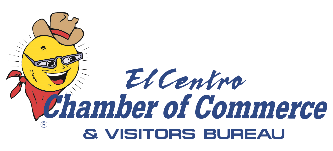 El Centro
Chamber of Commerce
& VISITORS BUREAU